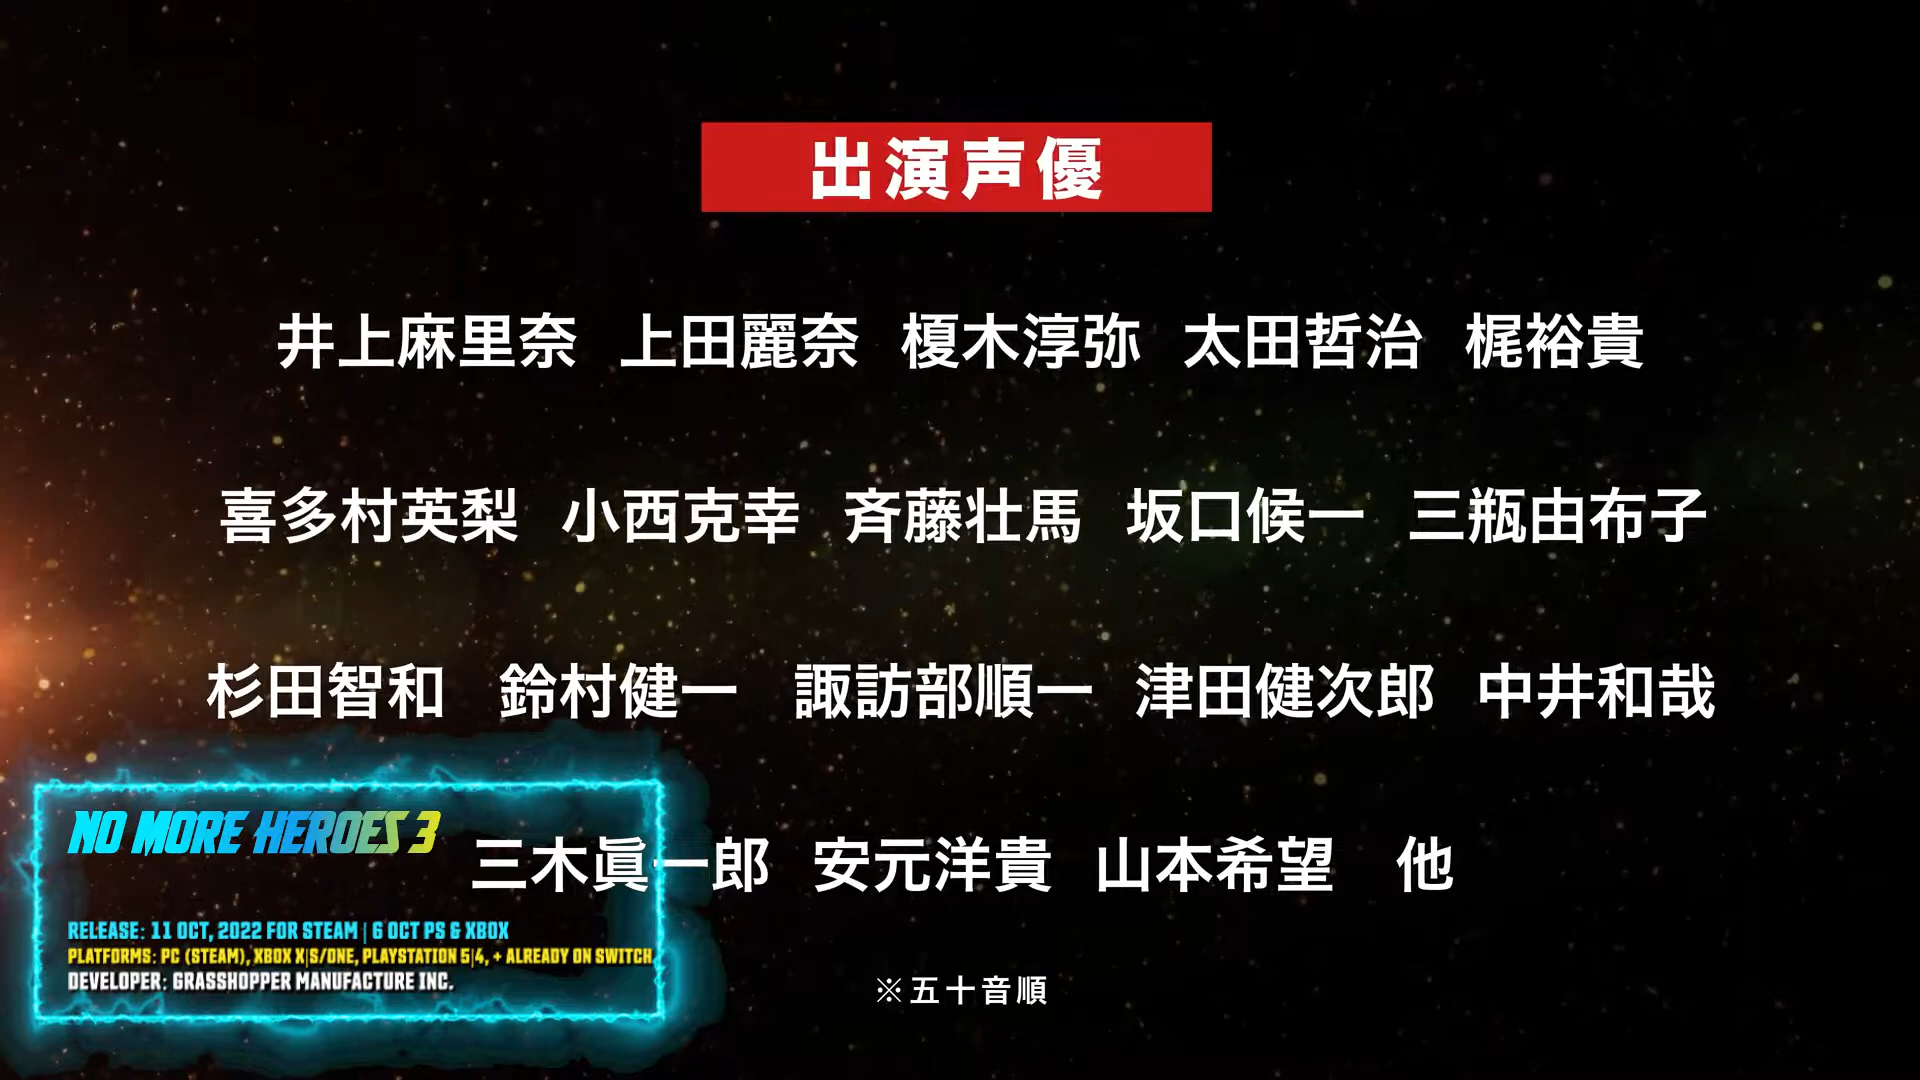 出演声優
井上麻里奈 上田麗奈 榎木淳弥 太田哲治 梶裕貴
喜多村英梨 小西克幸 斉藤壮馬 坂口候一 三瓶由布子
杉田智和 鈴村健一 諏訪部順一 津田健次郎 中井和哉
三木眞一郎 安元洋貴 山本希望 他
※五十音順
NO MORE HEROES 3
RELEASE: 11 OCT, 2022 FOR STEAM | 6 OCT PS & XBOX
PLATFORMS: PC (STEAM), XBOX X|S/ONE, PLAYSTATION 5|4, + ALREADY ON SWITCH
DEVELOPER: GRASSHOPPER MANUFACTURE INC.